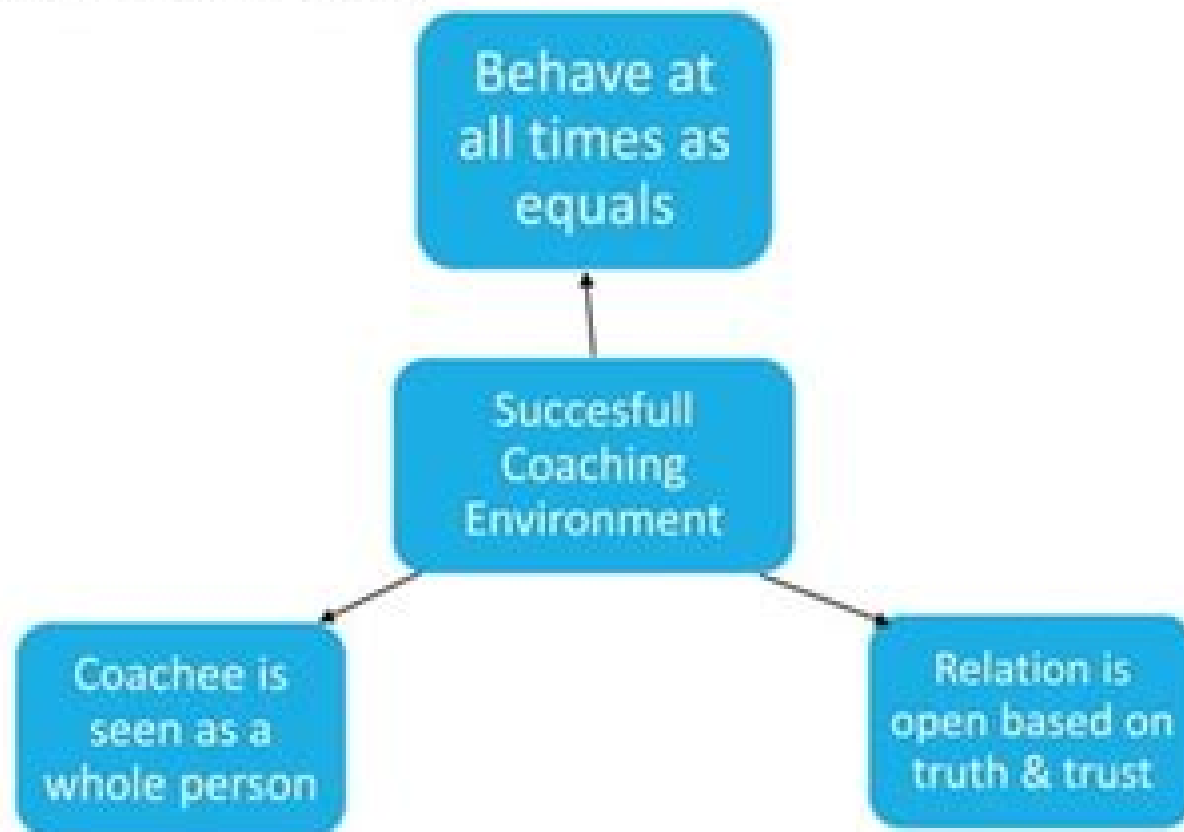 Behave at
all times as
equals
Succesfull
Coaching
Environment
Coachee is
seen as a
whole person
Relation is
open based on
truth & trust